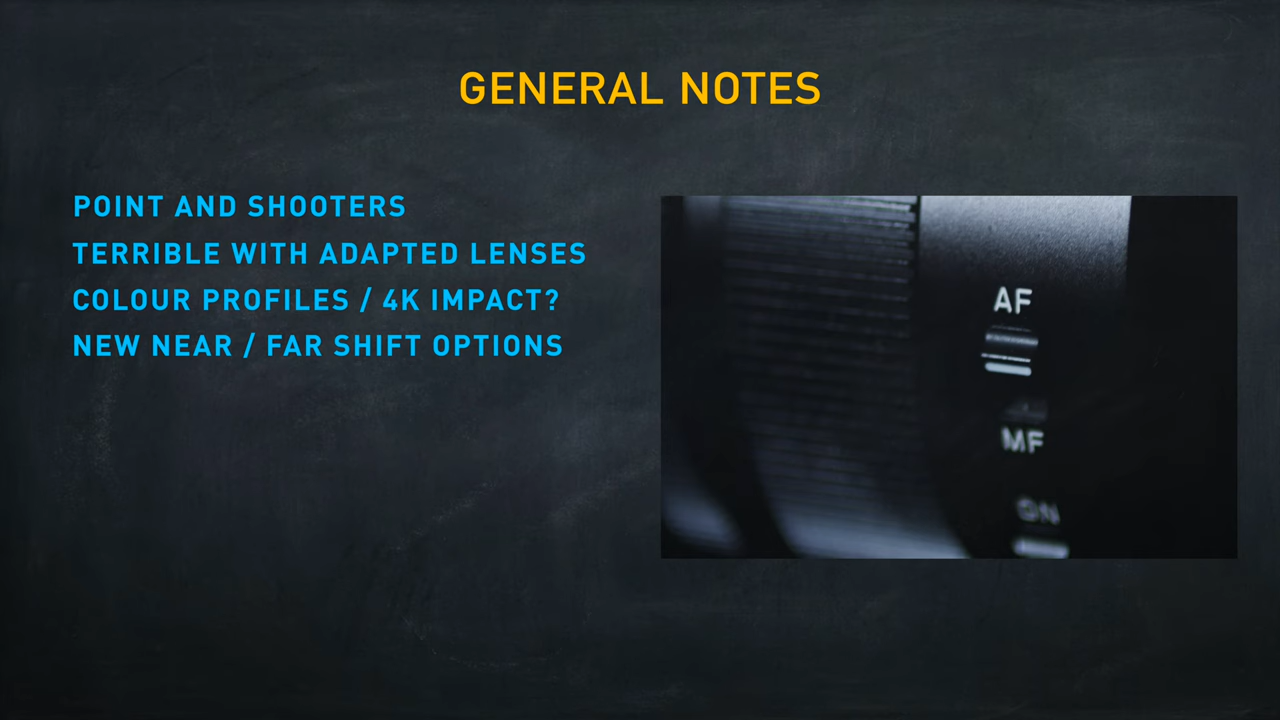 GENERAL NOTES
POINT AND SHOOTERS
TERRIBLE WITH ADAPTED LENSES
COLOUR PROFILES / 4K IMPACT?
NEW NEAR / FAR SHIFT OPTIONS
AF
MF
ON